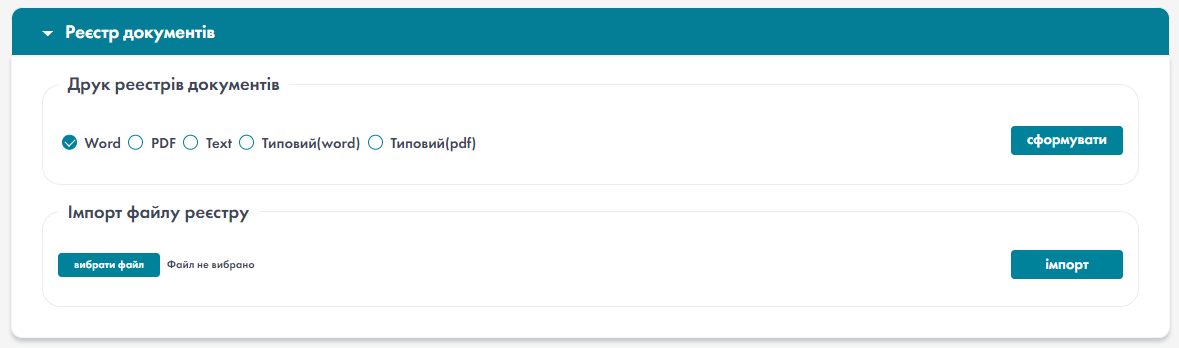 Реєстр документів
Друк реестрів документів
Word PDF Text Типовий(word) Типовий(pdf)
сформувати
Імпорт файлу реєстру
вибрати файл Файл не вибрано
імпорт